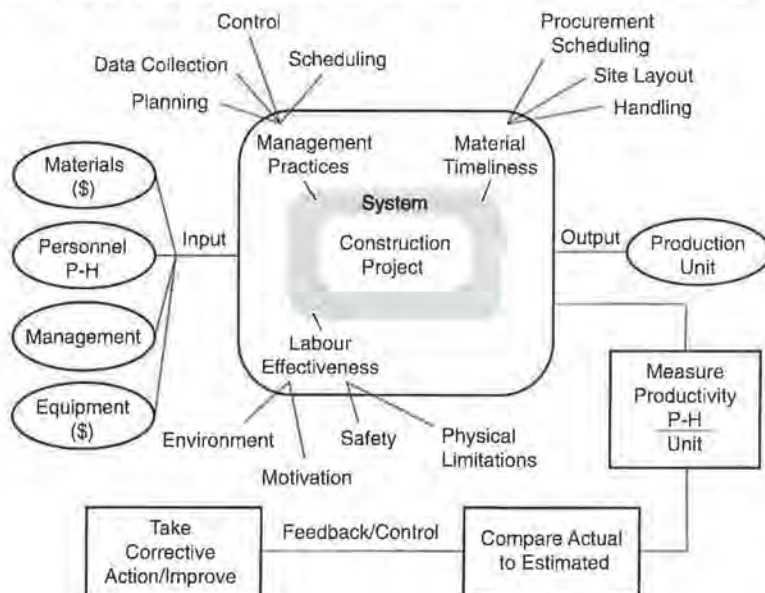 Control
Data Collection
Scheduling
Planning
Procurement
Scheduling
Site Layout
Handling
Management
Practices
Material
Timeliness
Materials
($)
Personnel
P-H
Management
Equipment
($)
Input
System
Construction
Project
Output
Production
Unit
Labour
Effectiveness
Environment
Motivation
Safety
Physical
Limitations
Measure
Productivity
P-H
Unit
Compare Actual
to Estimated
Feedback/Control
Take
Corrective
Action/Improve